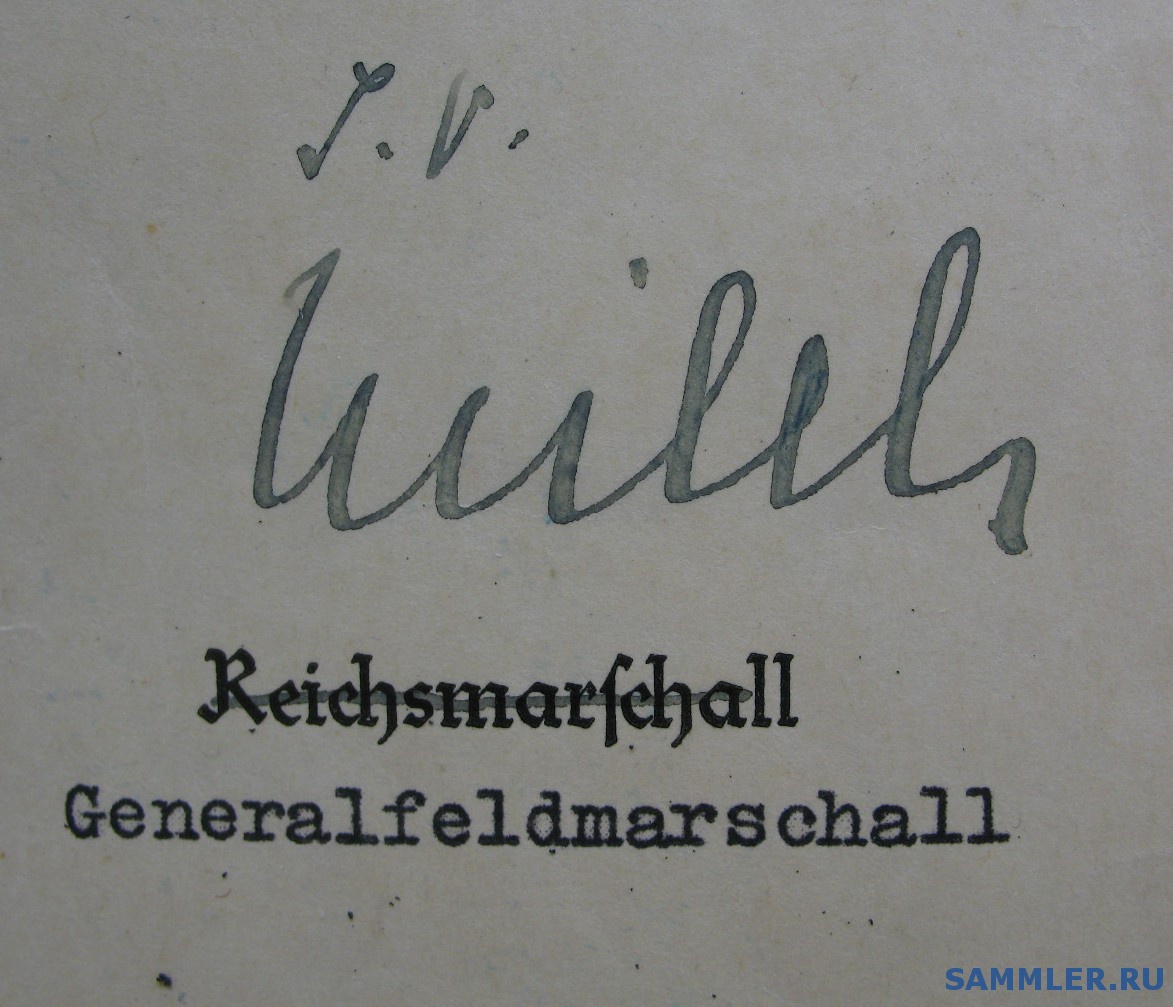 I. V.
Milch
Reichsmarſchall
Generalfeldmarschall
SAMMLER.RU